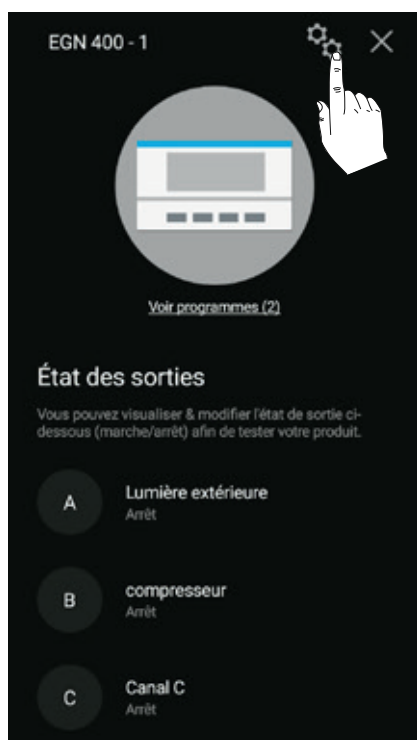 EGN 400 - 1
Voir programmes (2)
État des sorties
Vous pouvez visualiser & modifier l'état de sortie ci-
dessous (marche/arrêt) afin de tester votre produit.
A
Lumière extérieure
Arrêt
B
compresseur
Arrêt
C
Canal C
Arrêt